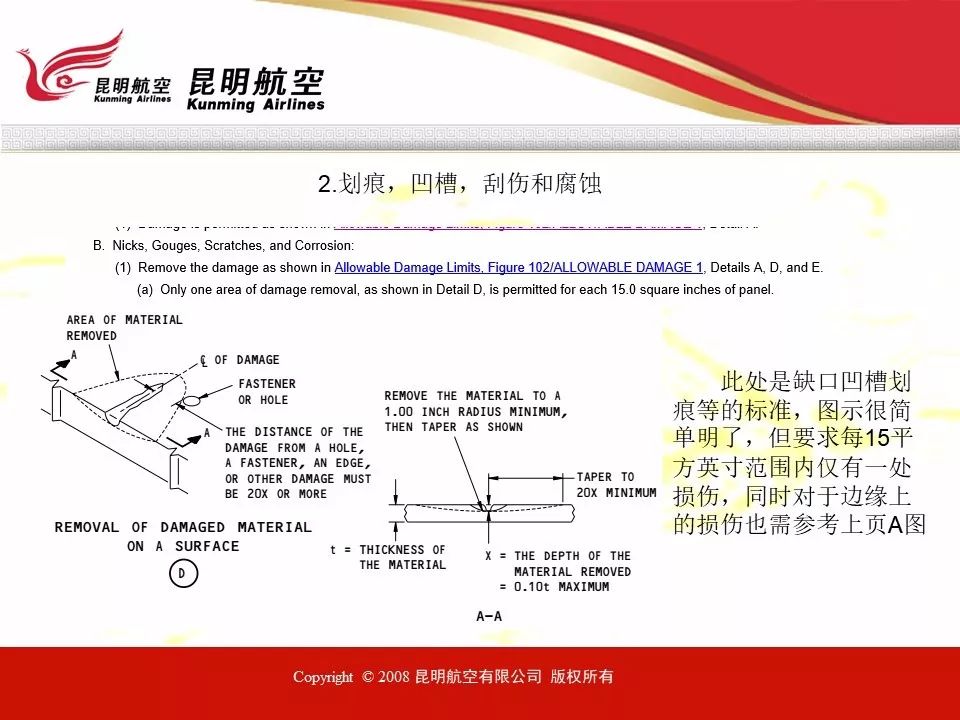 昆明航空
Kunming Airlines
昆明航空
Kunming Airlines
2.划痕，凹槽，刮伤和腐蚀
B. Nicks, Gouges, Scratches, and Corrosion:
(1) Remove the damage as shown in Allowable Damage Limits, Figure 102/ALLOWABLE DAMAGE 1, Details A, D, and E.
(a) Only one area of damage removal, as shown in Detail D, is permitted for each 15.0 square inches of panel.
AREA OF MATERIAL
REMOVED
A
℄ OF DAMAGE
FASTENER
OR HOLE
A
THE DISTANCE OF THE
DAMAGE FROM A HOLE,
A FASTENER, AN EDGE,
OR OTHER DAMAGE MUST
BE 20X OR MORE
REMOVAL OF DAMAGED MATERIAL
ON A SURFACE
D
REMOVE THE MATERIAL TO A
1.00 INCH RADIUS MINIMUM,
THEN TAPER AS SHOWN
TAPER TO
20X MINIMUM
t = THICKNESS OF
THE MATERIAL
X = THE DEPTH OF THE
MATERIAL REMOVED
= 0.10t MAXIMUM
A-A
此处是缺口凹槽划
痕等的标准，图示很简
单明了，但要求每15平
方英寸范围内仅有一处
损伤，同时对于边缘上
的损伤也需参考上页A图
Copyright © 2008 昆明航空有限公司 版权所有